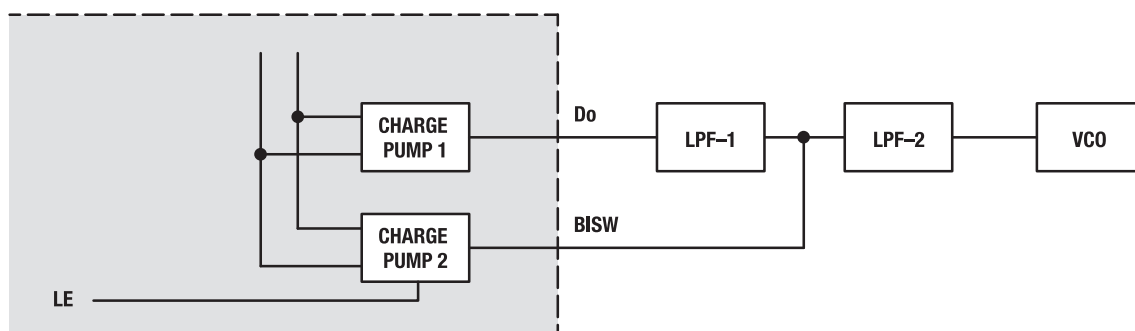 CHARGE
PUMP 1
Do
LPF–1
LPF–2
VCO
CHARGE
PUMP 2
BISW
LE